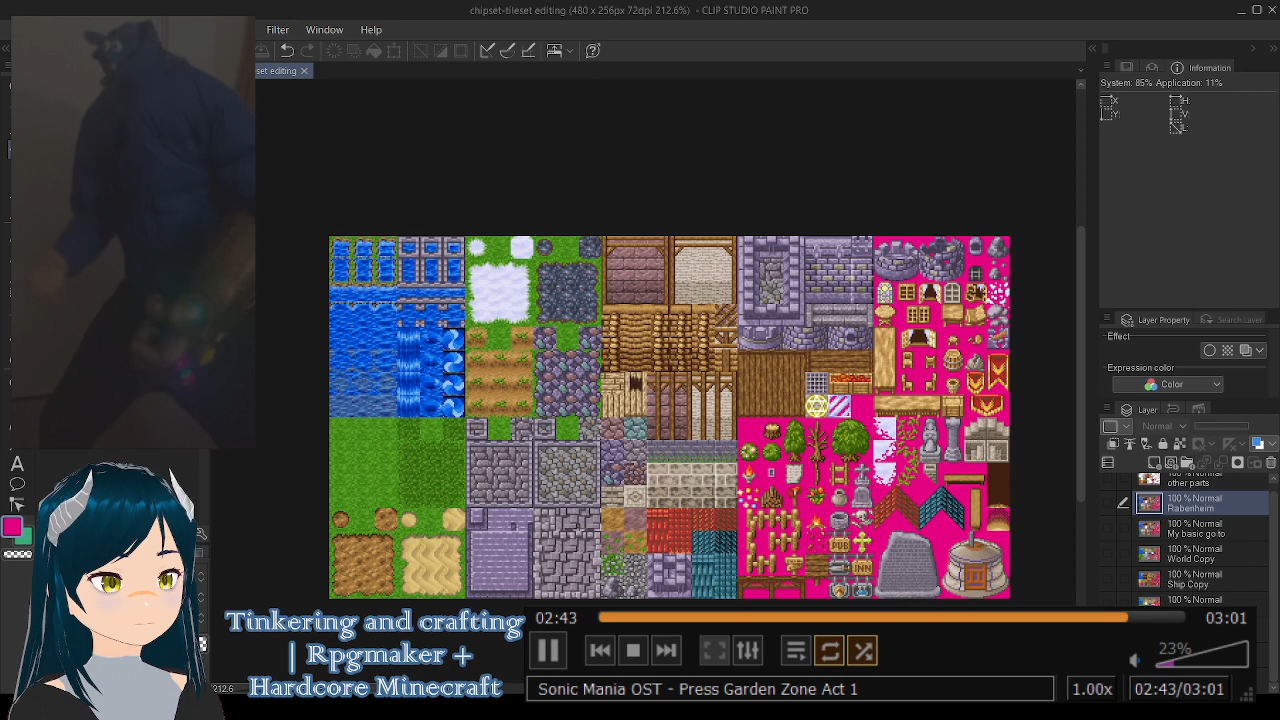 chipset-tileset editing (480 x 256px 72dpi 212.6%) - CLIP STUDIO PAINT PRO
Filter Window Help
set editing
Information
System: 85% Application: 11%
X
Y:
H:
V:
L:
Layer Property
Search Layer
Effect
Expression color
Color
Layer
Normal
100 % Normal
other parts
100 % Normal
Rabenheim
100 % Normal
My basic go to
100 % Normal
World Copy
100 % Normal
Ship Copy
100 % Normal
PUB
INN
A
212.6
Tinkering and crafting
| Rpgmaker +
Hardcore Minecraft
02:43
03:01
23%
Sonic Mania OST - Press Garden Zone Act 1
1.00x
02:43/03:01